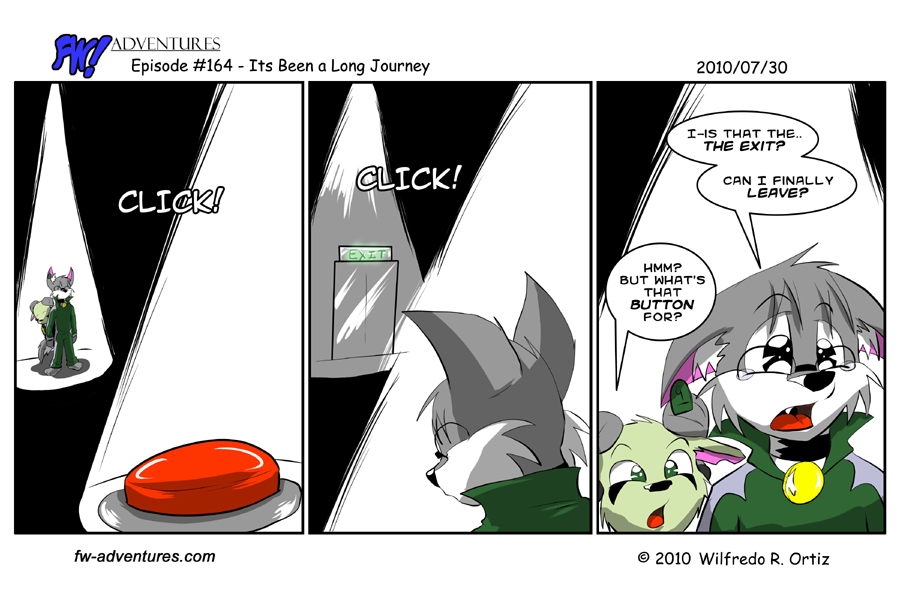 FW! ADVENTURES
Episode #164 - Its Been a Long Journey
2010/07/30
CLICK!
CLICK!
EXIT
I-IS THAT THE..
THE EXIT?
CAN I FINALLY
LEAVE?
HMM?
BUT WHAT'S
THAT
BUTTON
FOR?
fw-adventures.com
© 2010 Wilfredo R. Ortiz